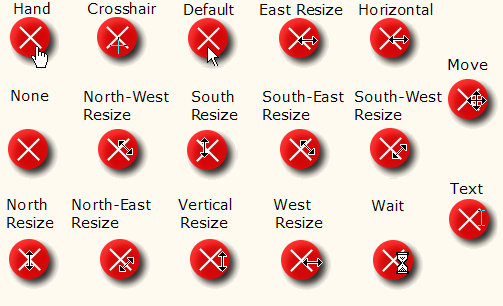 Hand Crosshair Default East Resize Horizontal
Move
None North-West Resize South Resize South-East Resize South-West Resize
Text
North Resize North-East Resize Vertical Resize West Resize Wait